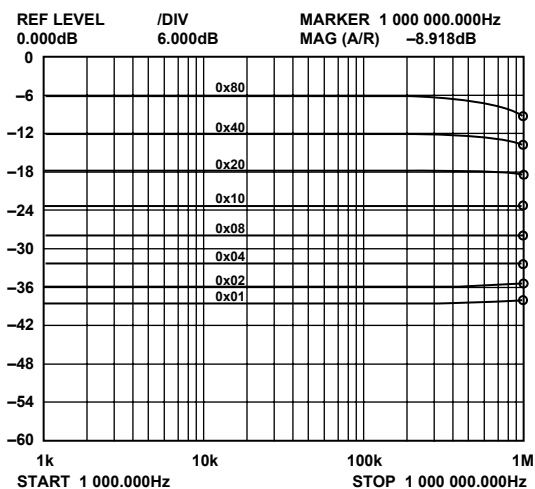 REF LEVEL /DIV MARKER 1 000 000.000Hz
0.000dB 6.000dB MAG (A/R) –8.918dB
0
–6
–12
–18
–24
–30
–36
–42
–48
–54
–60
0x80
0x40
0x20
0x10
0x08
0x04
0x02
0x01
1k 10k 100k 1M
START 1 000.000Hz STOP 1 000 000.000Hz